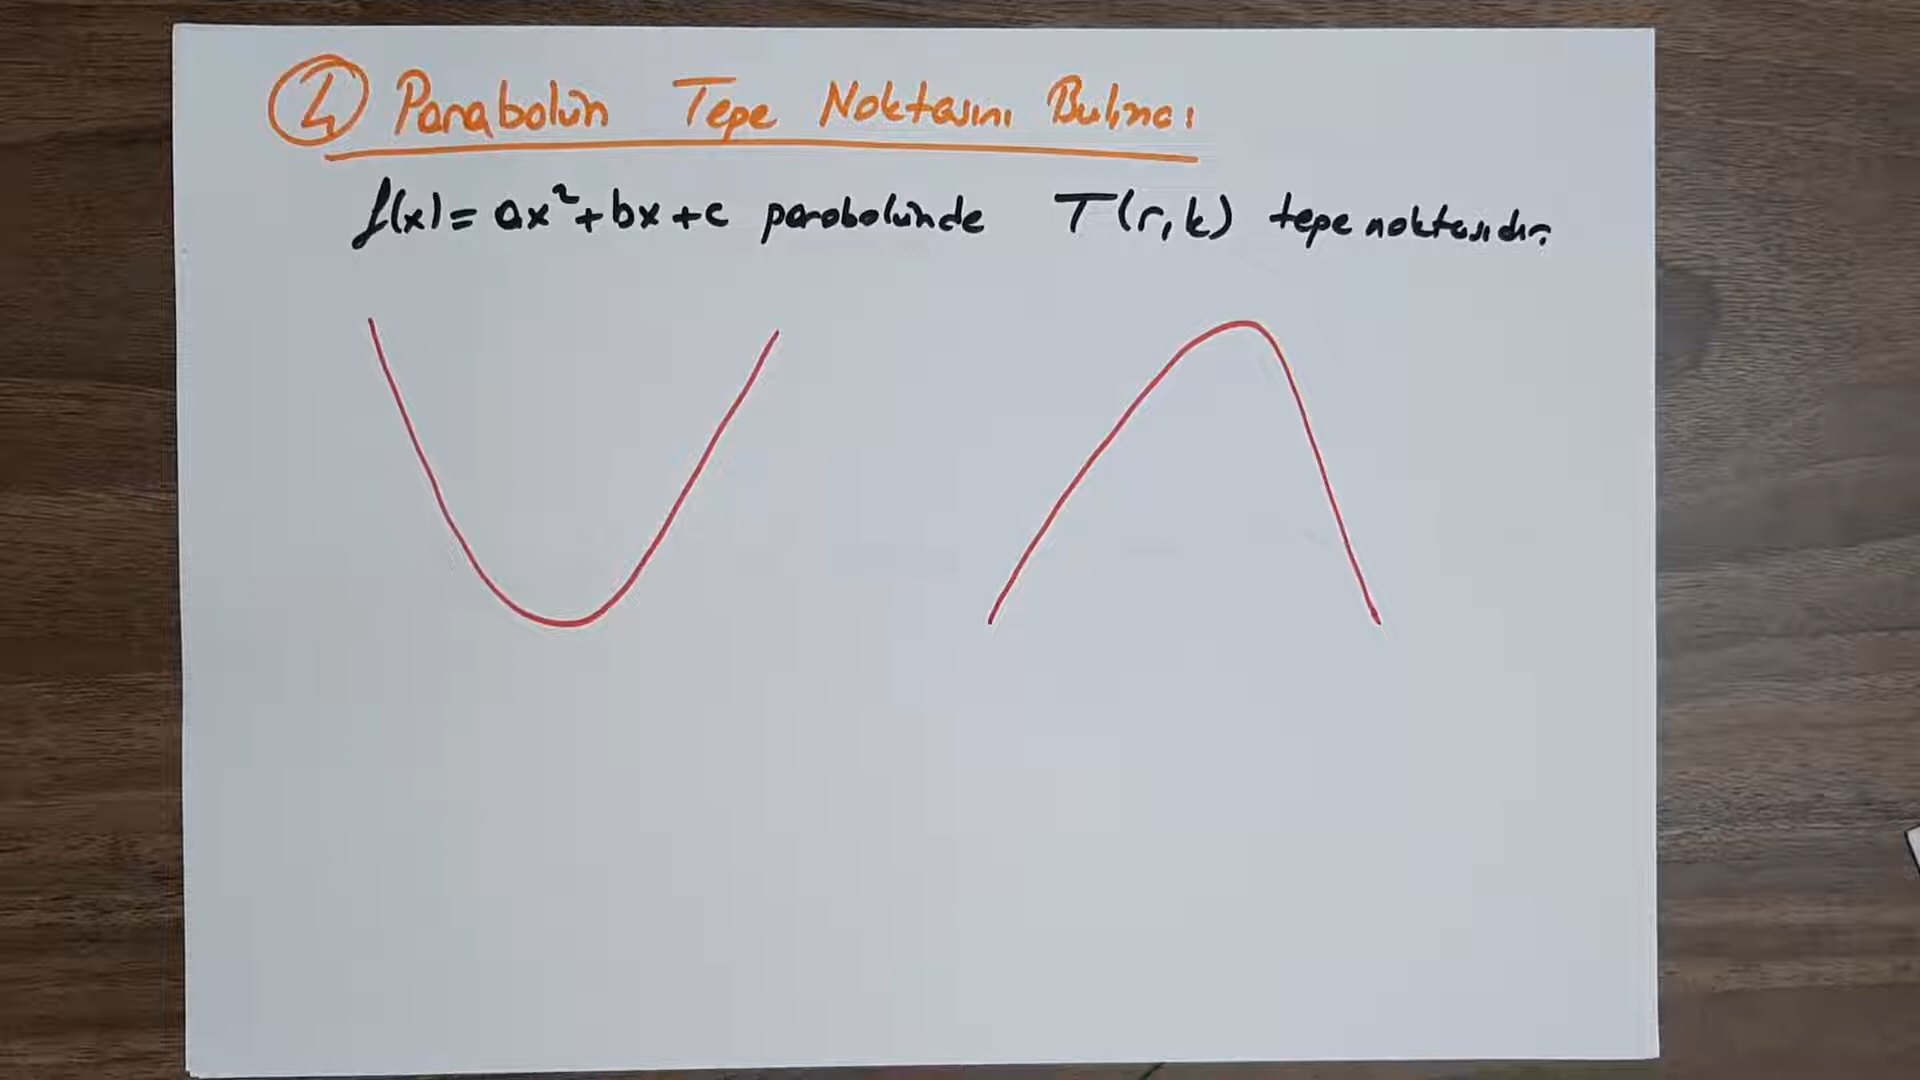 ④ Parabolün Tepe Noktasını Bulma:
f(x) = ax²+bx+c parabolünde T(r,k) tepe noktasıdır.